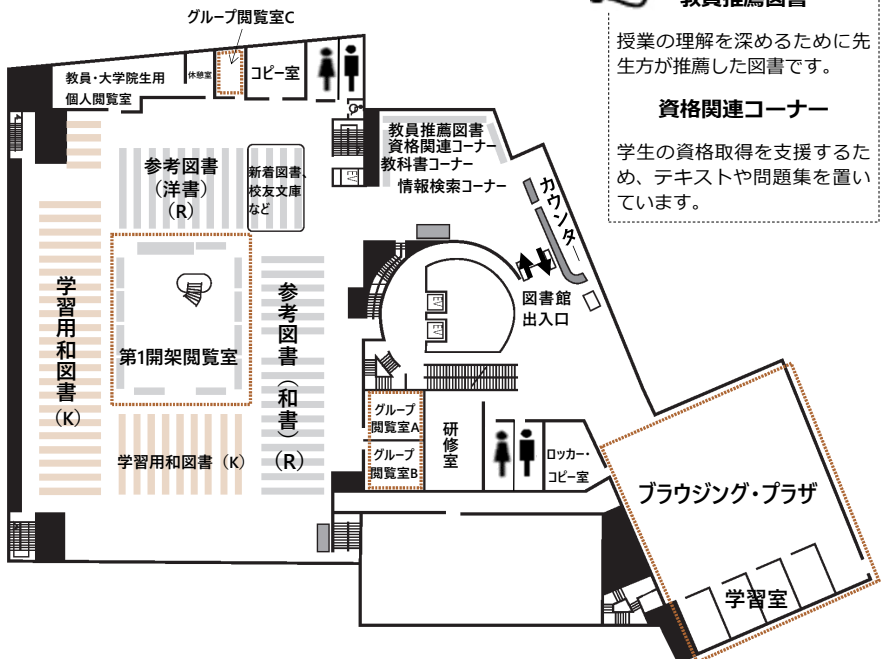 グループ閲覧室C
教員推薦図書
授業の理解を深めるために先
生方が推薦した図書です。
資格関連コーナー
学生の資格取得を支援するた
め、テキストや問題集を置い
ています。
教員・大学院生用
個人閲覧室
休憩室
コピー室
教員推薦図書
資格関連コーナー
教科書コーナー
情報検索コーナー
カウンター
参考図書
(洋書)
(R)
新着図書、
校友文庫
など
EV
図書館
出入口
EV
EV
学習用和図書(K)
第1開架閲覧室
参考図書(和書)(R)
学習用和図書(K)
グループ
閲覧室A
グループ
閲覧室B
研修室
ロッカー・
コピー室
ブラウジング・プラザ
学習室